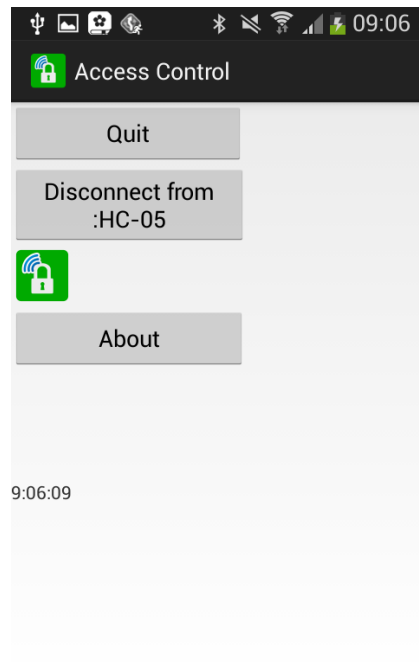 09:06
Access Control
Quit
Disconnect from
:HC-05
About
9:06:09